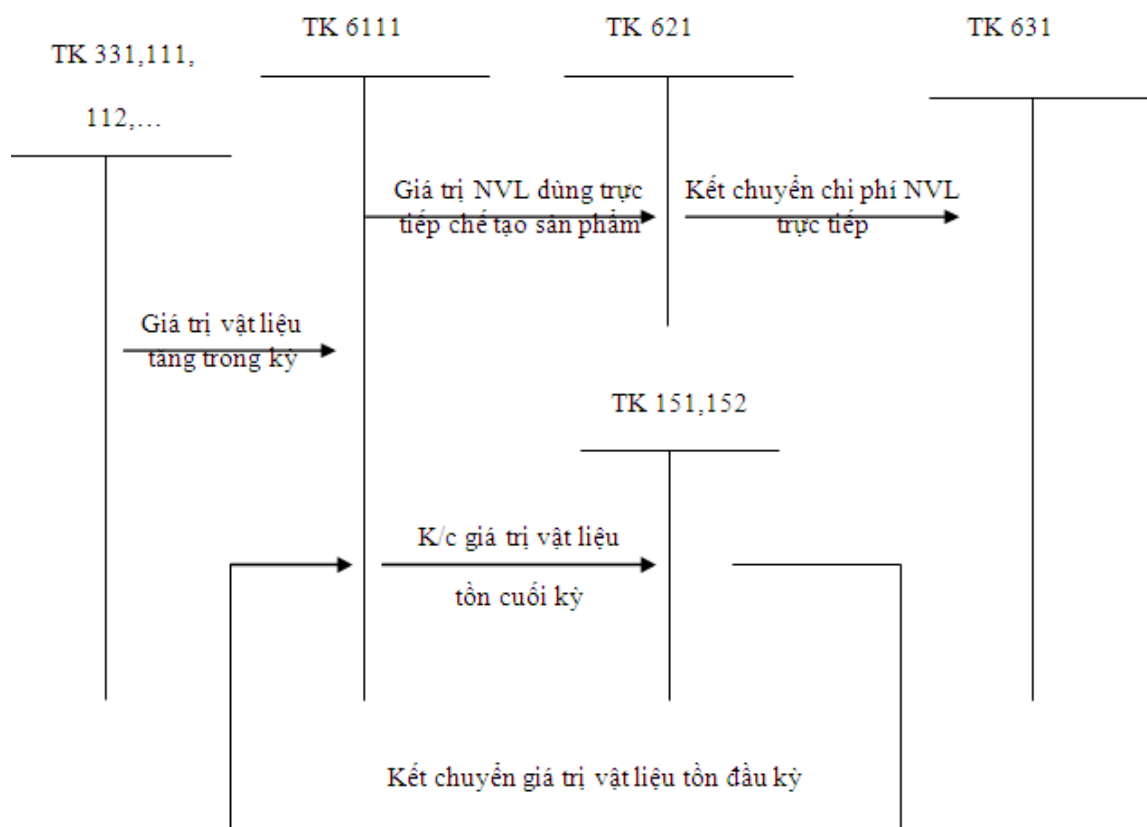 TK 6111
TK 621
TK 631
TK 331,111,
112,...
Giá trị NVL dùng trực
tiếp chế tạo sản phẩm
Kết chuyển chi phí NVL
trực tiếp
Giá trị vật liệu
tăng trong kỳ
TK 151,152
K/c giá trị vật liệu
tồn cuối kỳ
Kết chuyển giá trị vật liệu tồn đầu kỳ